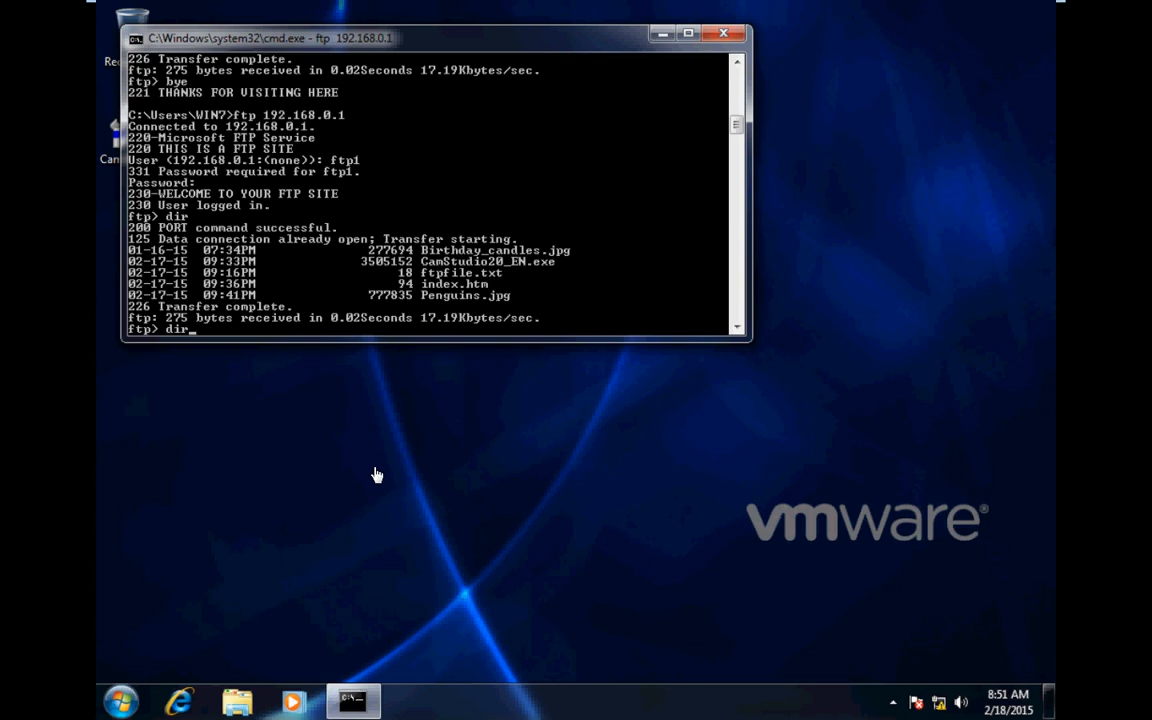 Rec
Can
C:\Windows\system32\cmd.exe - ftp 192.168.0.1
226 Transfer complete.
ftp: 275 bytes received in 0.02Seconds 17.19Kbytes/sec.
ftp> bye
221 THANKS FOR VISITING HERE
C:\Users\WIN7>ftp 192.168.0.1
Connected to 192.168.0.1.
220-Microsoft FTP Service
220 THIS IS A FTP SITE
User (192.168.0.1:(none)): ftp1
331 Password required for ftp1.
Password:
230-WELCOME TO YOUR FTP SITE
230 User logged in.
ftp> dir
200 PORT command successful.
125 Data connection already open; Transfer starting.
01-16-15 07:34PM 277694 Birthday_candles.jpg
02-17-15 09:33PM 3505152 CamStudio20_EN.exe
02-17-15 09:16PM 18 ftpfile.txt
02-17-15 09:36PM 94 index.htm
02-17-15 09:41PM 777835 Penguins.jpg
226 Transfer complete.
ftp: 275 bytes received in 0.02Seconds 17.19Kbytes/sec.
ftp> dir_
vmware®
8:51 AM
2/18/2015